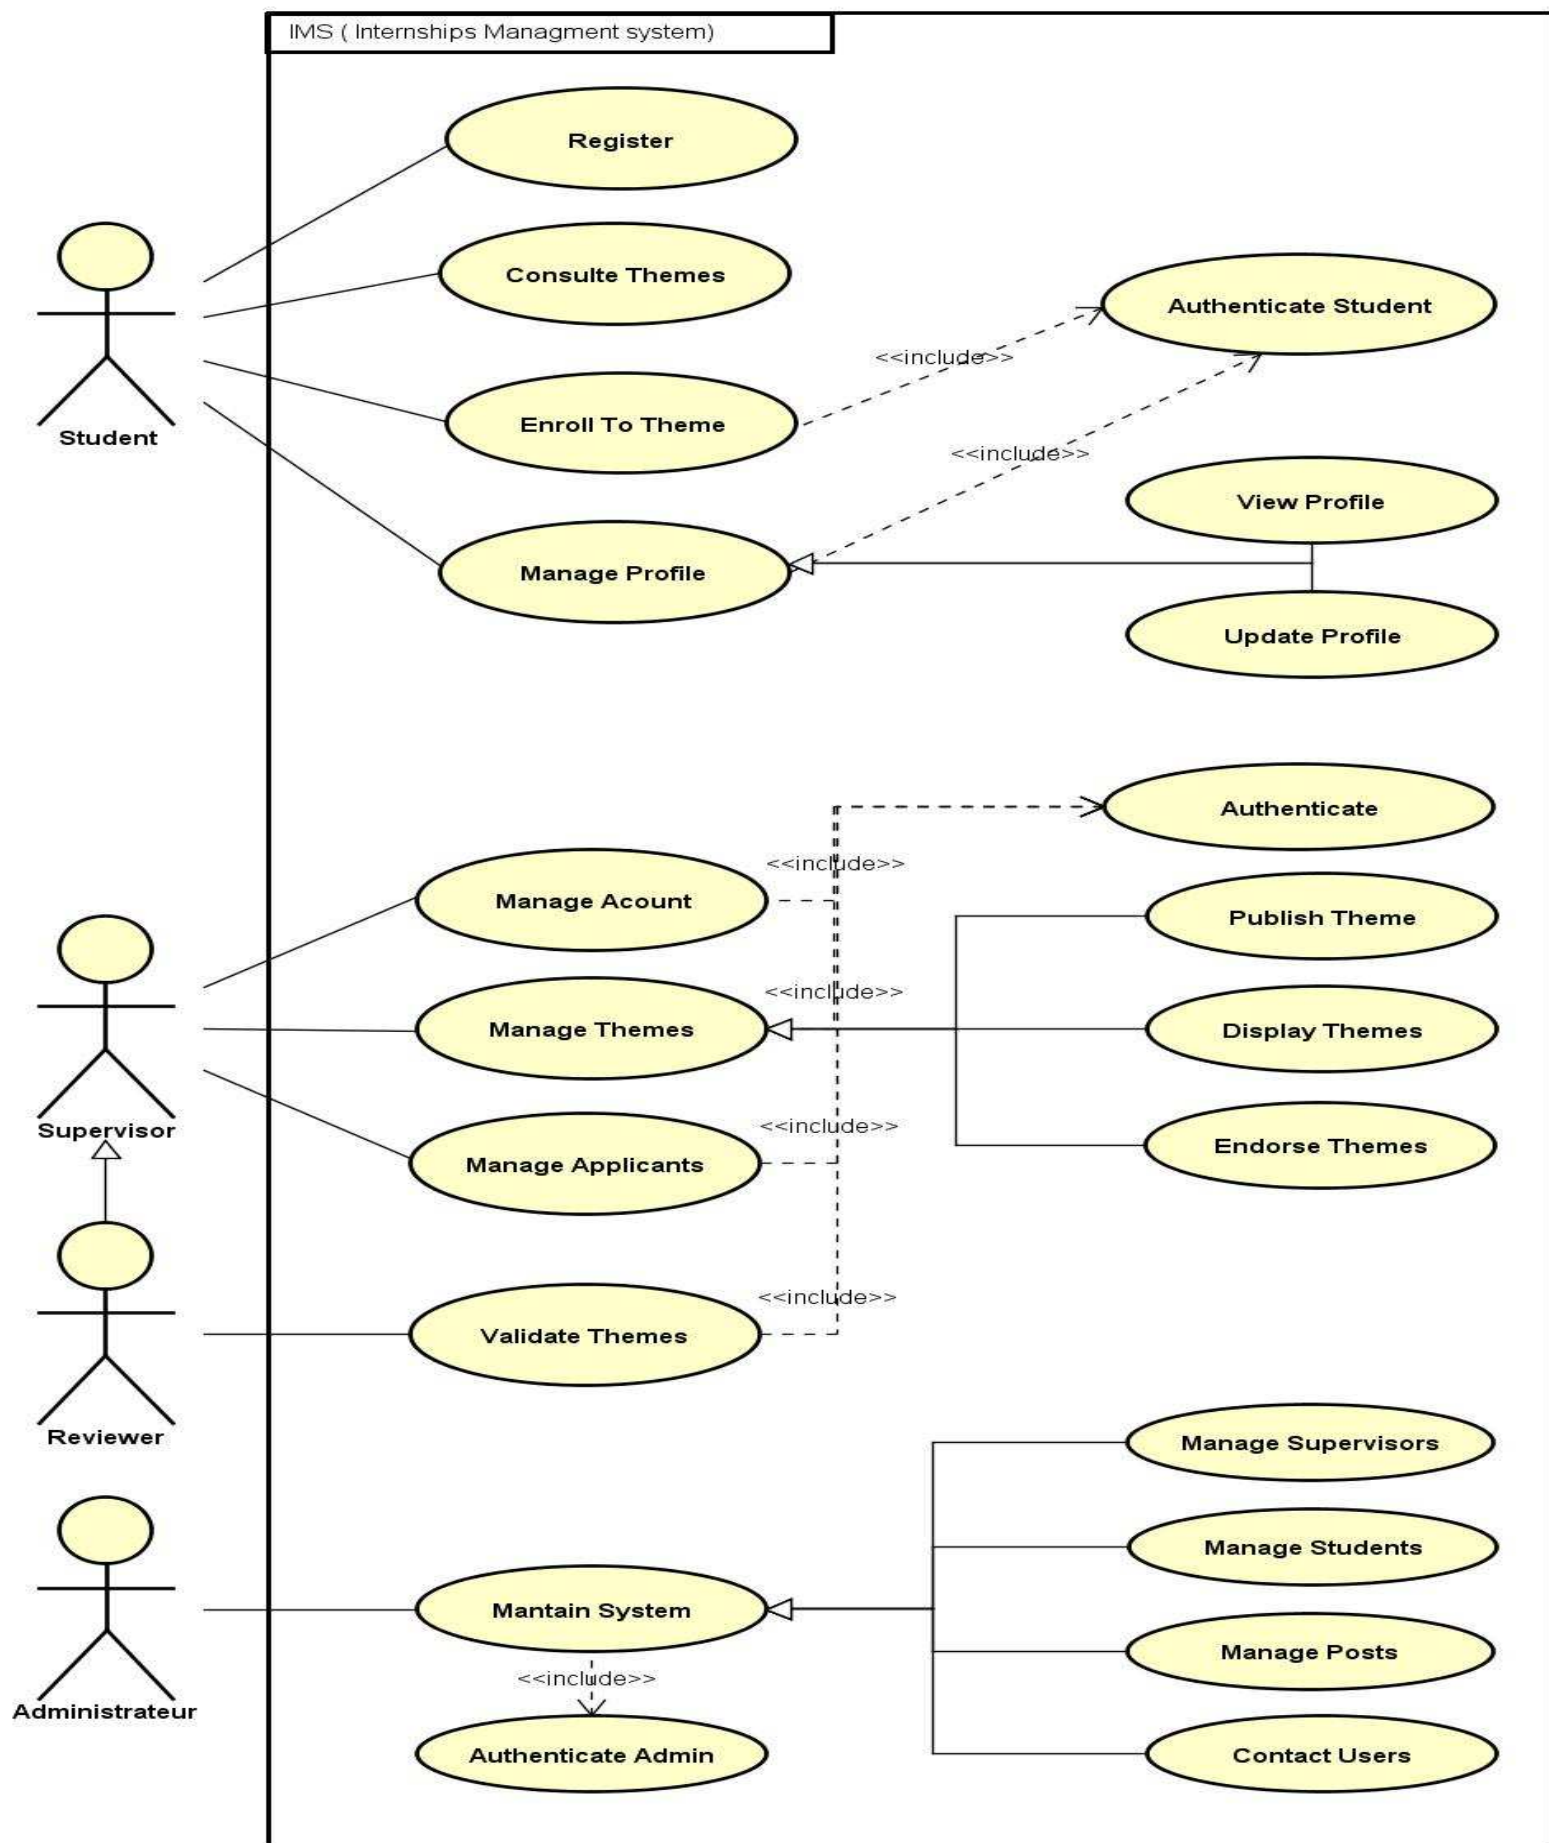 IMS ( Internships Managment system)
Register
Consulte Themes
Authenticate Student
<<include>>
Enroll To Theme
Student
<<include>>
View Profile
Manage Profile
Update Profile
Authenticate
<<include>>
Manage Acount
Publish Theme
<<include>>
Manage Themes
Display Themes
<<include>>
Supervisor
Endorse Themes
Manage Applicants
<<include>>
Validate Themes
Reviewer
Manage Supervisors
Manage Students
Mantain System
Manage Posts
<<include>>
Administrateur
Authenticate Admin
Contact Users